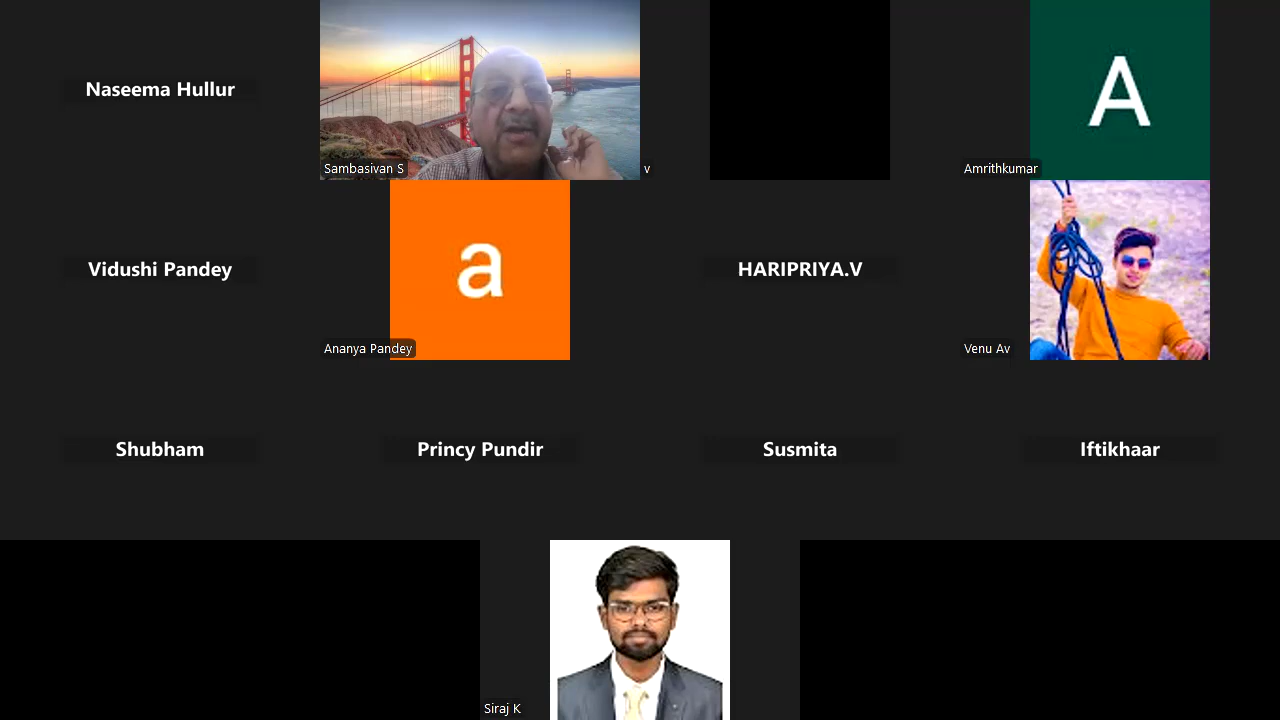 Naseema Hullur
Sambasivan S
v
A
Amrithkumar
Vidushi Pandey
a
Ananya Pandey
HARIPRIYA.V
Venu Av
Shubham
Princy Pundir
Susmita
Iftikhaar
Siraj K